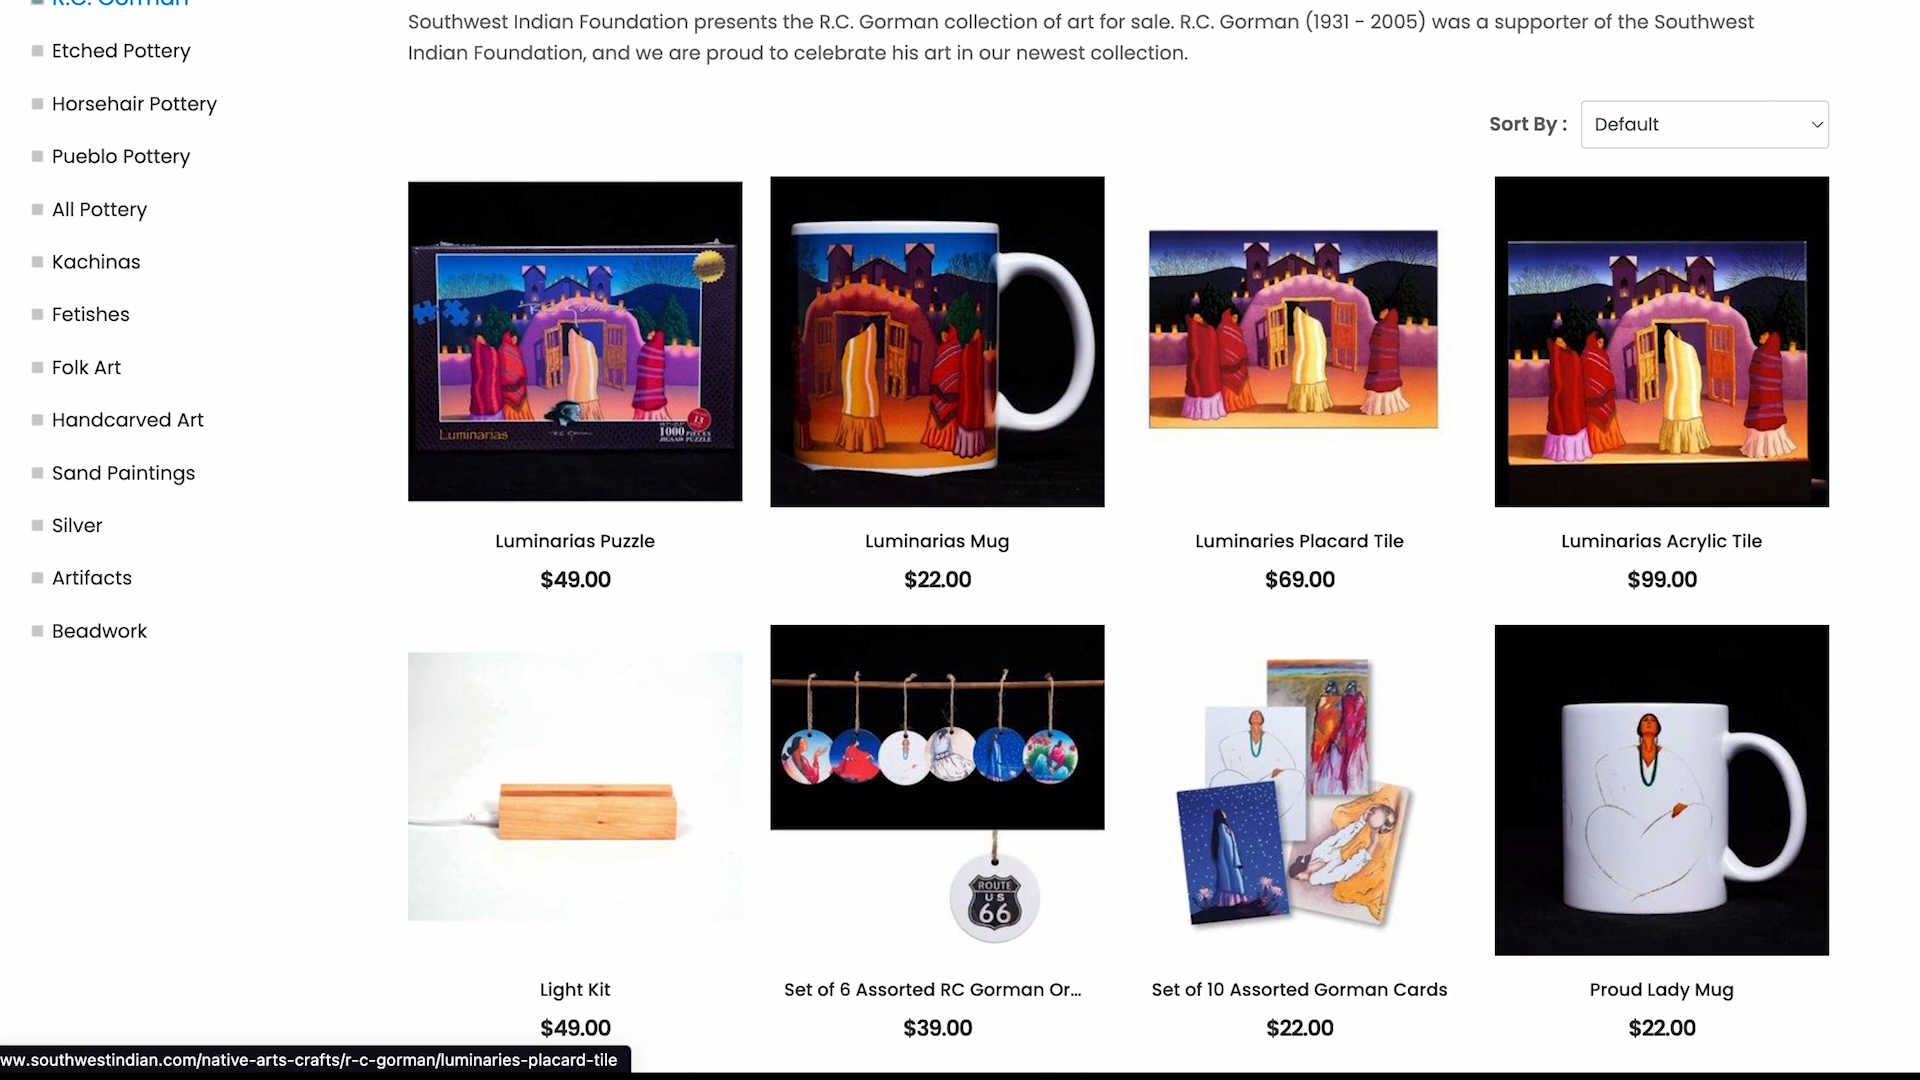 R.C. Gorman
Etched Pottery
Horsehair Pottery
Pueblo Pottery
All Pottery
Kachinas
Fetishes
Folk Art
Handcarved Art
Sand Paintings
Silver
Artifacts
Beadwork
Southwest Indian Foundation presents the R.C. Gorman collection of art for sale. R.C. Gorman (1931 - 2005) was a supporter of the Southwest
Indian Foundation, and we are proud to celebrate his art in our newest collection.
Sort By :
Default
Luminarias
1000 PIECES
JIGSAW PUZZLE
Luminarias Puzzle
$49.00
Luminarias Mug
$22.00
Luminaries Placard Tile
$69.00
Luminarias Acrylic Tile
$99.00
ROUTE
US
66
Light Kit
$49.00
Set of 6 Assorted RC Gorman Or...
$39.00
Set of 10 Assorted Gorman Cards
$22.00
Proud Lady Mug
$22.00
ww.southwestindian.com/native-arts-crafts/r-c-gorman/luminaries-placard-tile